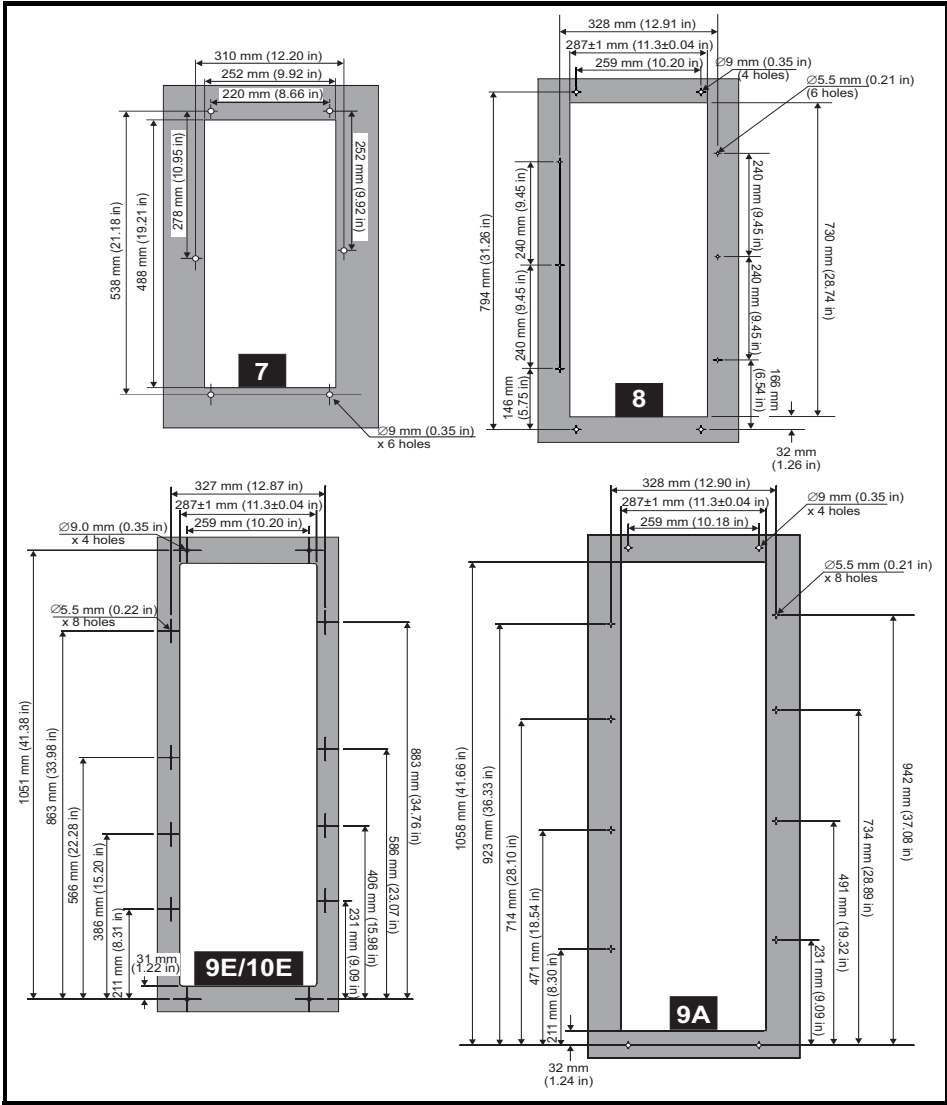 310 mm (12.20 in)
252 mm (9.92 in)
220 mm (8.66 in)
538 mm (21.18 in)
488 mm (19.21 in)
278 mm (10.95 in)
252 mm
(9.92 in)
7
∅9 mm (0.35 in)
x 6 holes
328 mm (12.91 in)
287±1 mm (11.3±0.04 in)
259 mm (10.20 in)
∅9 mm (0.35 in)
(4 holes)
∅5.5 mm (0.21 in)
(6 holes)
794 mm (31.26 in)
240 mm (9.45 in)
240 mm (9.45 in)
146 mm
(5.75 in)
240 mm
(9.45 in)
240 mm
(9.45 in)
166 mm
(6.54 in)
730 mm
(28.74 in)
8
32 mm
(1.26 in)
327 mm (12.87 in)
287±1 mm (11.3±0.04 in)
259 mm (10.20 in)
∅9.0 mm (0.35 in)
x 4 holes
∅5.5 mm (0.22 in)
x 8 holes
1051 mm (41.38 in)
863 mm (33.98 in)
566 mm (22.28 in)
386 mm (15.20 in)
211 mm (8.31 in)
31 mm
(1.22 in)
9E/10E
231 mm
(9.09 in)
406 mm
(15.98 in)
586 mm
(23.07 in)
883 mm
(34.76 in)
328 mm (12.90 in)
287±1 mm (11.3±0.04 in)
259 mm (10.18 in)
∅9 mm (0.35 in)
x 4 holes
∅5.5 mm (0.21 in)
x 8 holes
1058 mm (41.66 in)
923 mm (36.33 in)
714 mm (28.10 in)
471 mm (18.54 in)
211 mm (8.30 in)
32 mm
(1.24 in)
9A
231 mm
(9.09 in)
491 mm
(19.32 in)
734 mm
(28.89 in)
942 mm
(37.08 in)